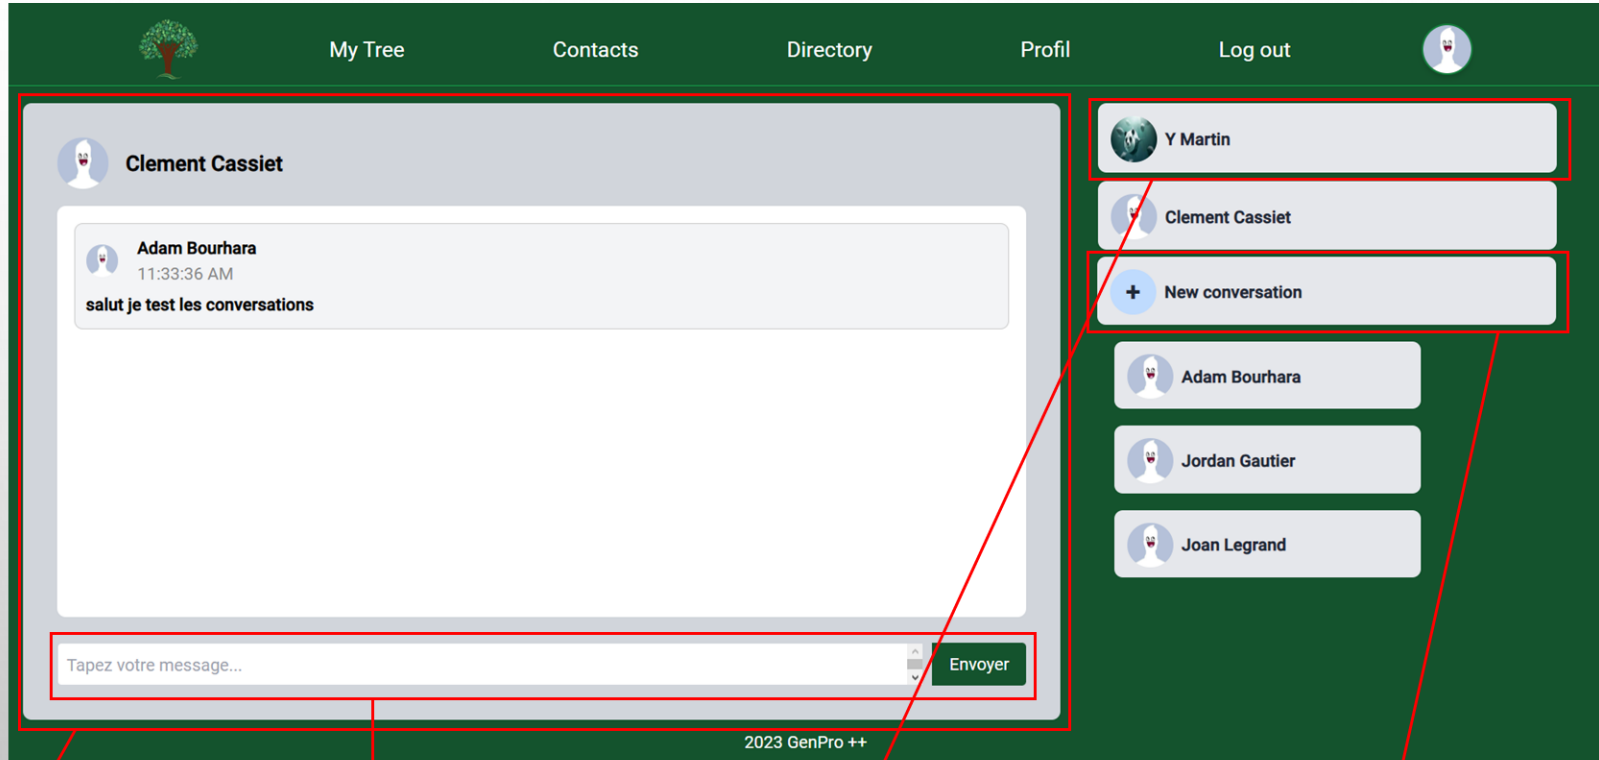 My Tree Contacts Directory Profil Log out
Clement Cassiet
Adam Bourhara
11:33:36 AM
salut je test les conversations
Tapez votre message...
Envoyer
Y Martin
Clement Cassiet
+ New conversation
Adam Bourhara
Jordan Gautier
Joan Legrand
2023 GenPro ++